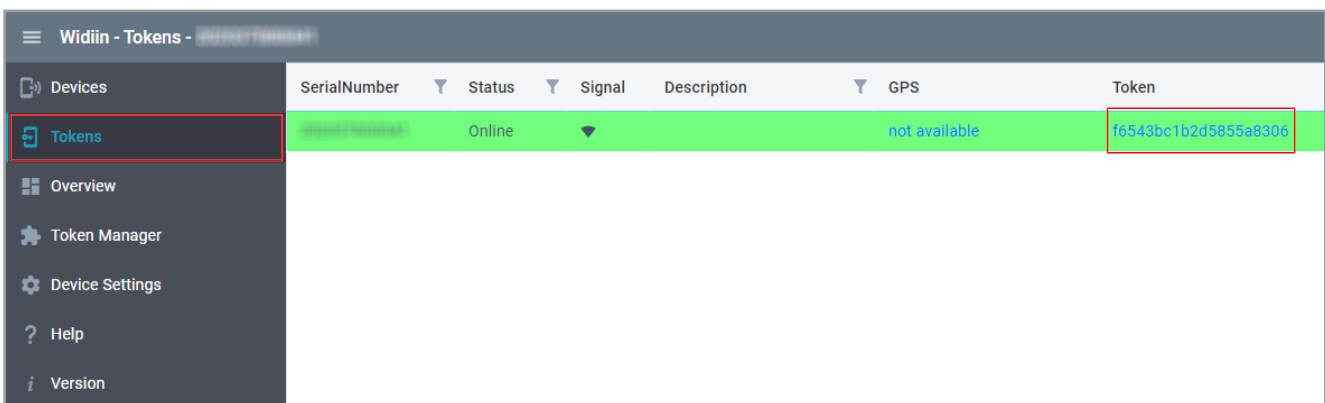 Widiin - Tokens -
Devices
SerialNumber Status Signal Description GPS Token
Tokens
Online not available f6543bc1b2d5855a8306
Overview
Token Manager
Device Settings
? Help
i Version